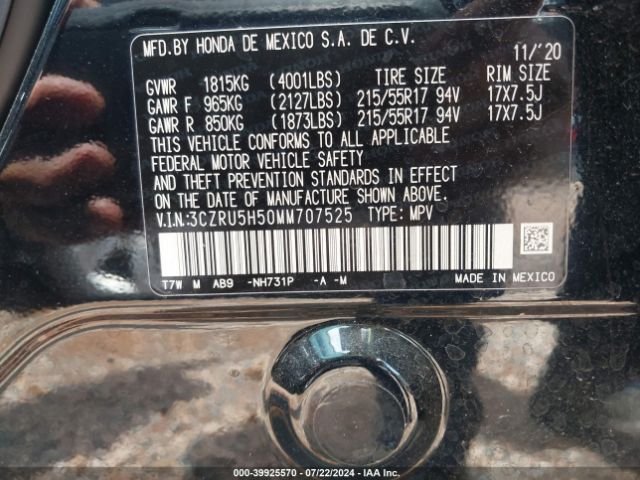 MFD.BY HONDA DE MEXICO S.A. DE C.V.
11/'20
GVWR 1815KG (4001LBS) TIRE SIZE RIM SIZE
GAWR F 965KG (2127LBS) 215/55R17 94V 17X7.5J
GAWR R 850KG (1873LBS) 215/55R17 94V 17X7.5J
THIS VEHICLE CONFORMS TO ALL APPLICABLE
FEDERAL MOTOR VEHICLE SAFETY
AND THEFT PREVENTION STANDARDS IN EFFECT
ON THE DATE OF MANUFACTURE SHOWN ABOVE.
V.I.N:3CZRU5H50MM707525 TYPE: MPV
T7W M AB9 -NH731P -A -M MADE IN MEXICO
000-39925570 - 07/22/2024 - IAA Inc.